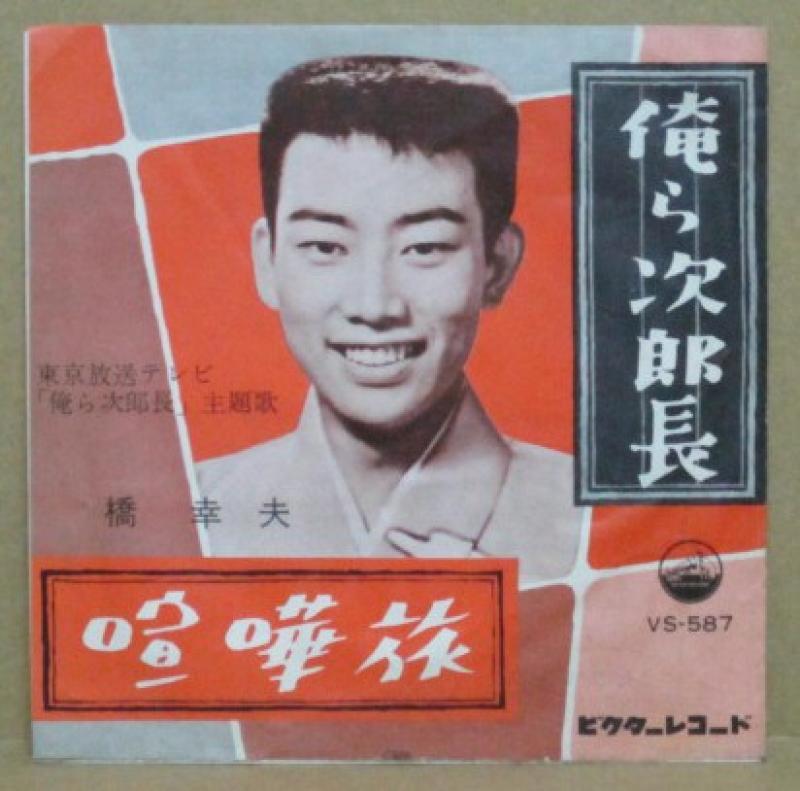 俺ら次郎長
東京放送テレビ
「俺ら次郎長」主題歌
橋 幸 夫
喧嘩旅
VS-587
ビクターレコード